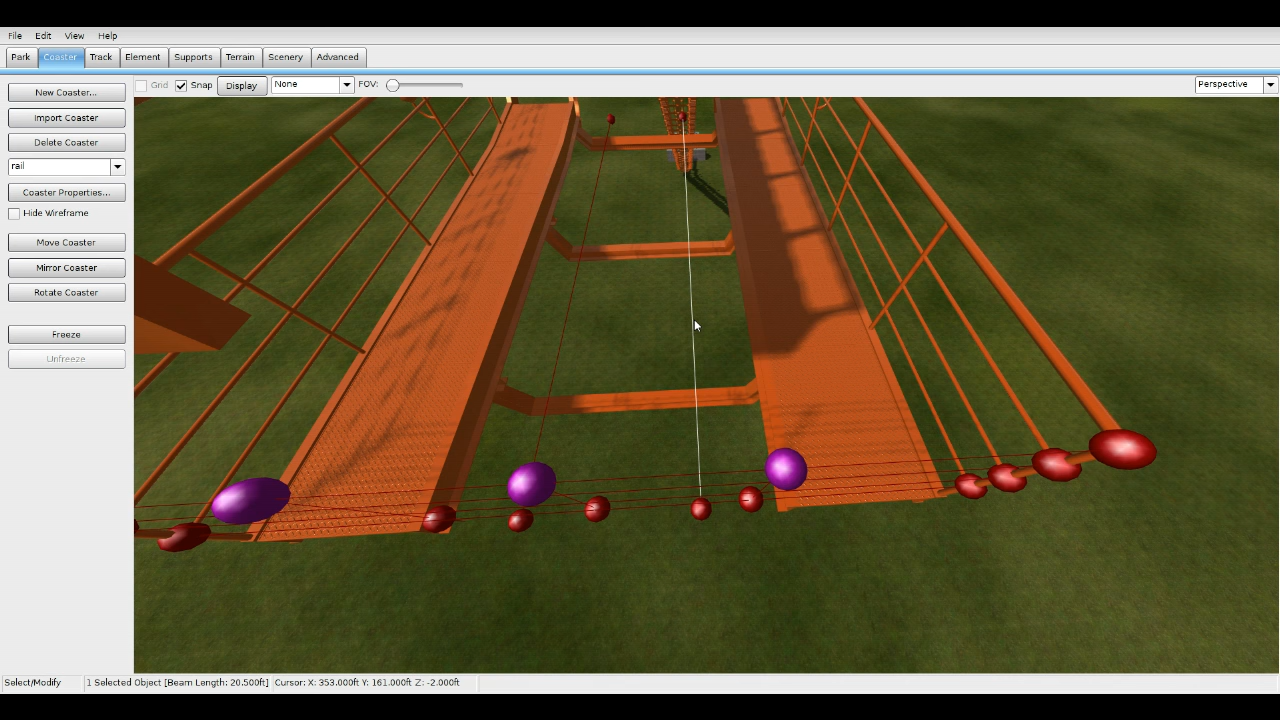 File Edit View Help
Park Coaster Track Element Supports Terrain Scenery Advanced
Grid Snap Display None FOV: Perspective
New Coaster...
Import Coaster
Delete Coaster
rail
Coaster Properties...
Hide Wireframe
Move Coaster
Mirror Coaster
Rotate Coaster
Freeze
Unfreeze
Select/Modify 1 Selected Object [Beam Length: 20.500ft] Cursor: X: 353.000ft Y: 161.000ft Z: -2.000ft